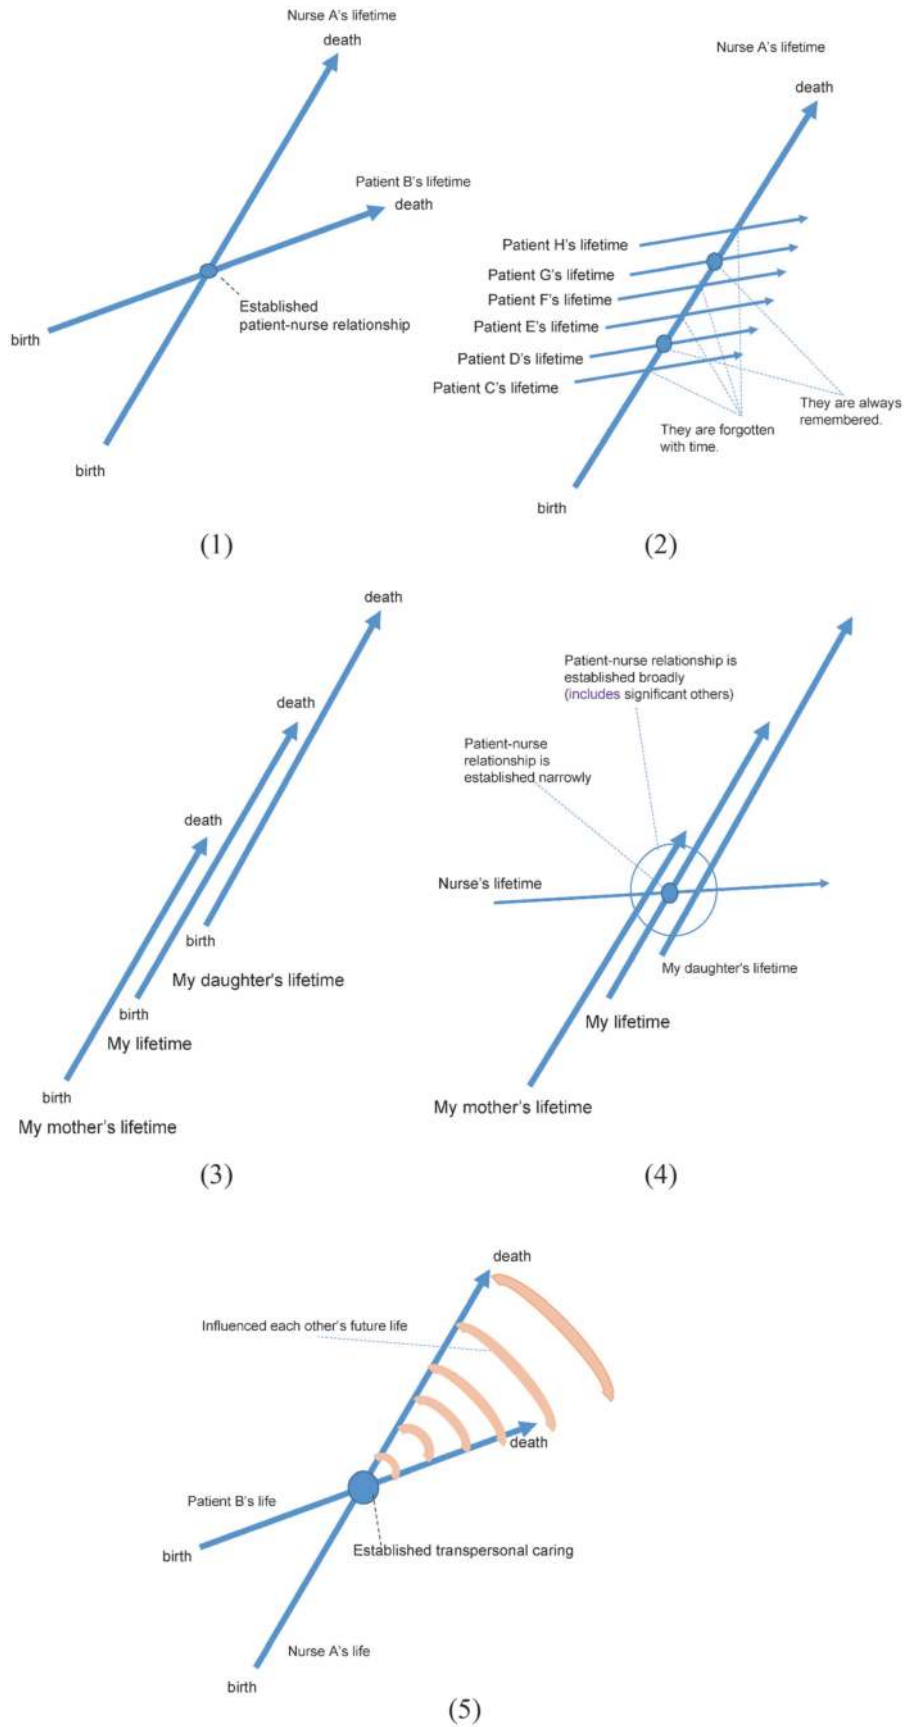 Nurse A's lifetime
death
Patient B's lifetime
death
Established
patient-nurse relationship
birth
birth
(1)
Nurse A's lifetime
death
Patient H's lifetime
Patient G's lifetime
Patient F's lifetime
Patient E's lifetime
Patient D's lifetime
Patient C's lifetime
They are always
remembered.
They are forgotten
with time.
birth
(2)
death
death
death
birth
My daughter's lifetime
birth
My lifetime
birth
My mother's lifetime
(3)
Patient-nurse relationship is
established broadly
(includes significant others)
Patient-nurse
relationship is
established narrowly
Nurse's lifetime
My daughter's lifetime
My lifetime
My mother's lifetime
(4)
death
Influenced each other's future life
death
Patient B's life
Established transpersonal caring
birth
Nurse A's life
birth
(5)